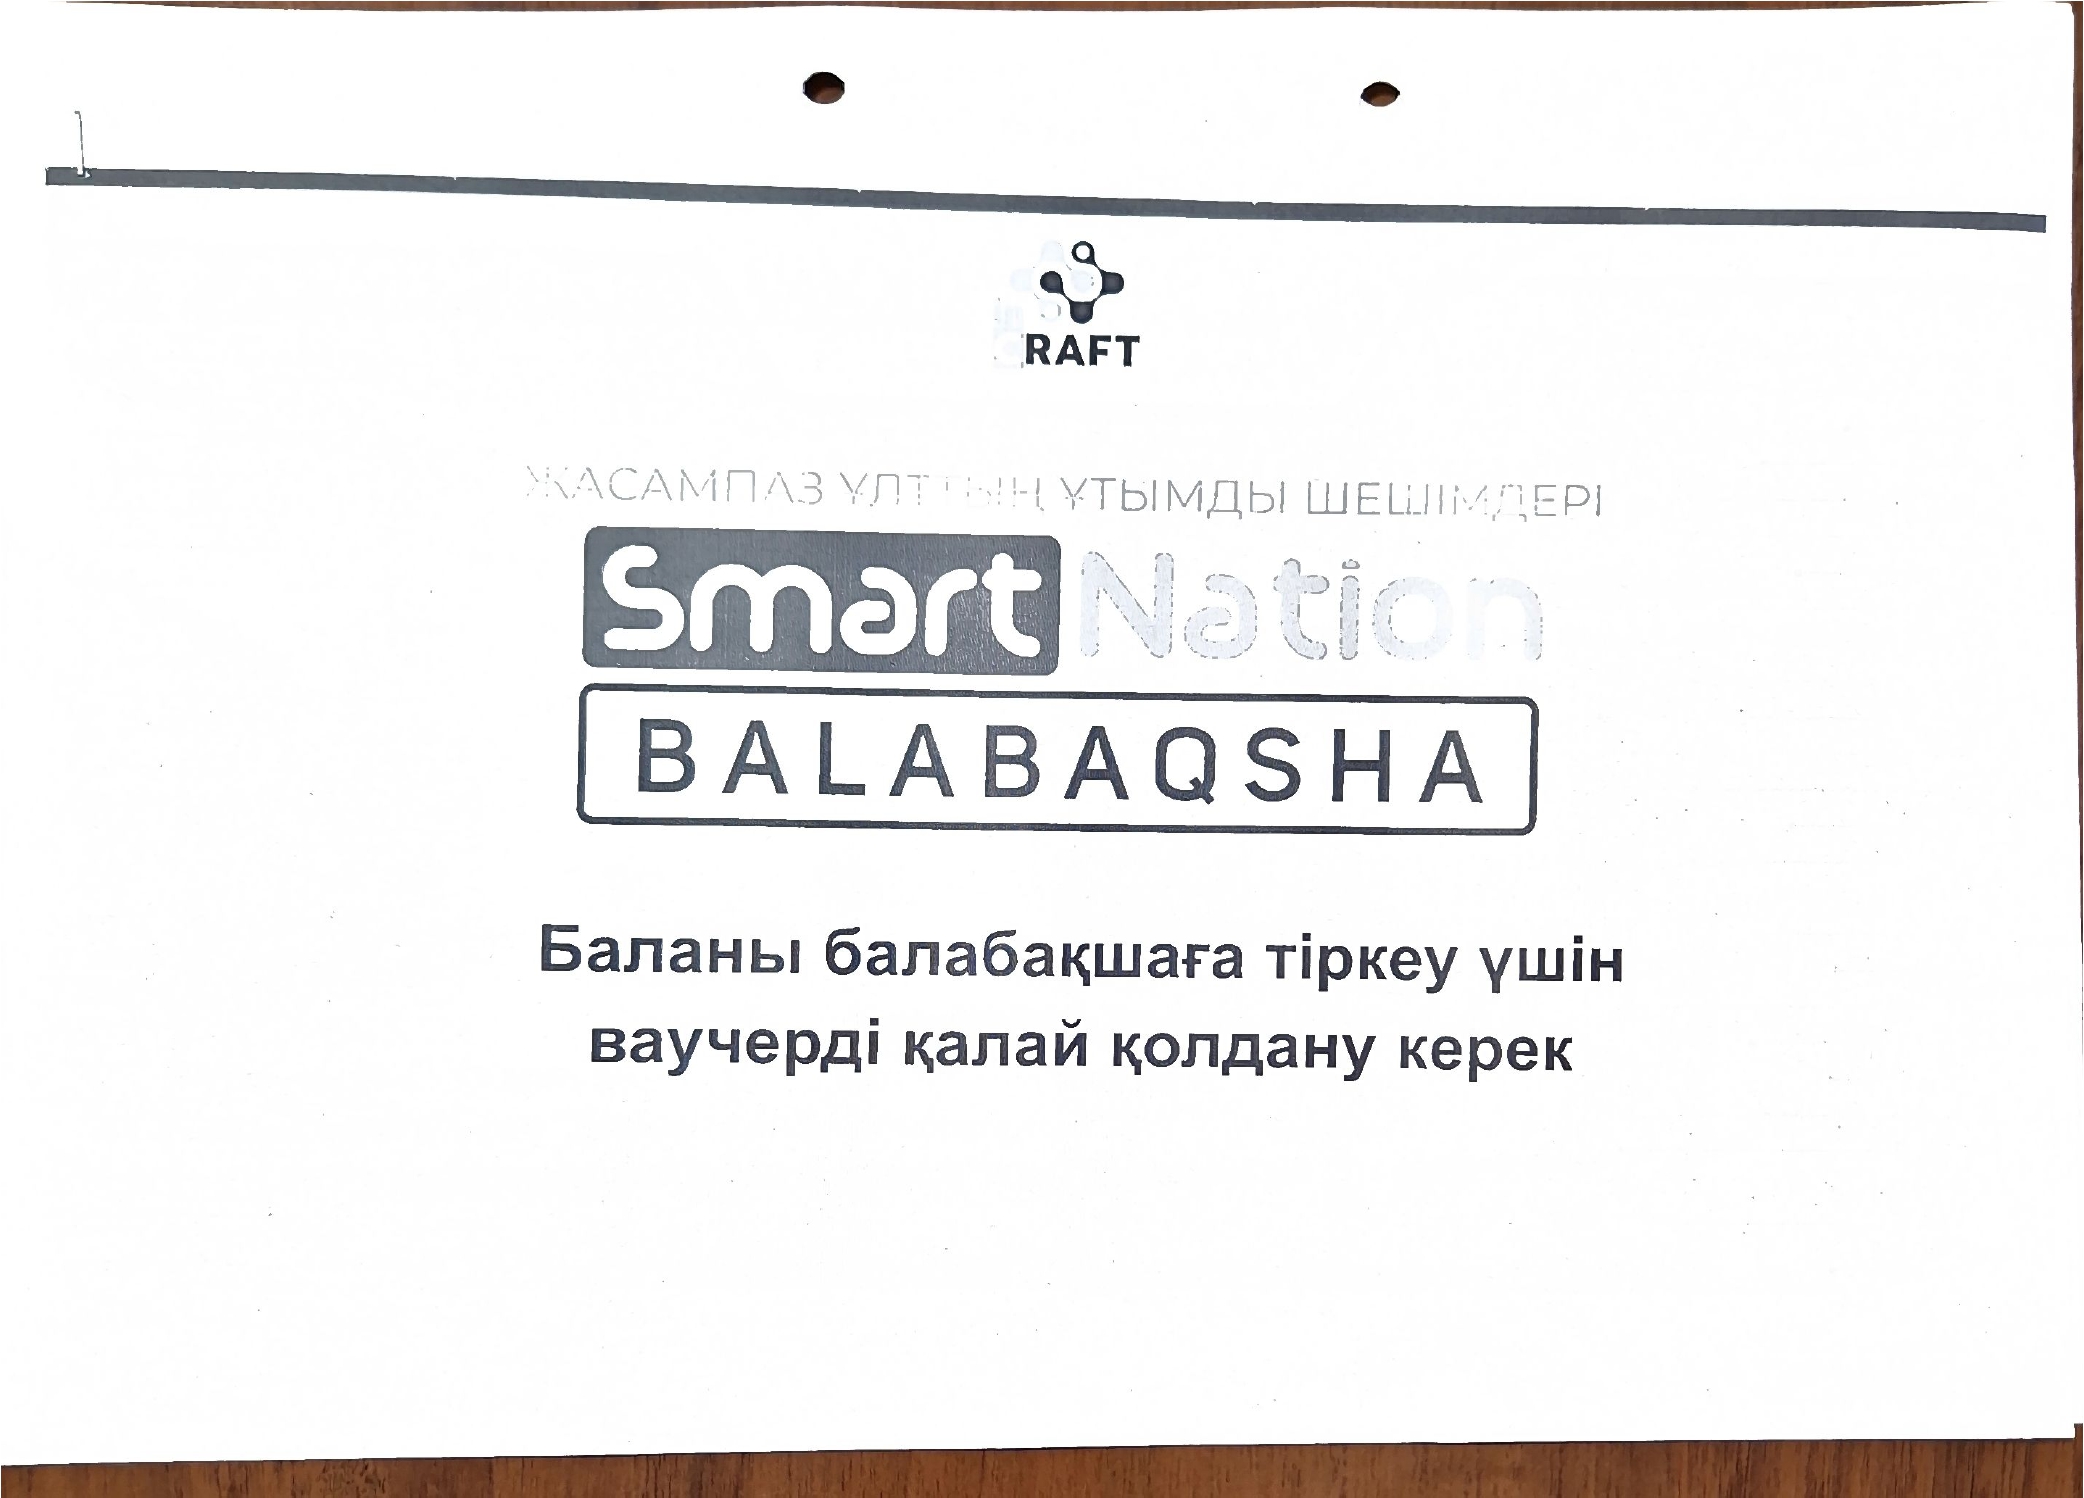 RAFT
ЖАСАМПАЗ ҰЛТТЫҢ ҰТЫМДЫ ШЕШІМДЕРІ
Smart Nation
BALABAQSHA
Баланы балабақшаға тіркеу үшін
ваучерді қалай қолдану керек